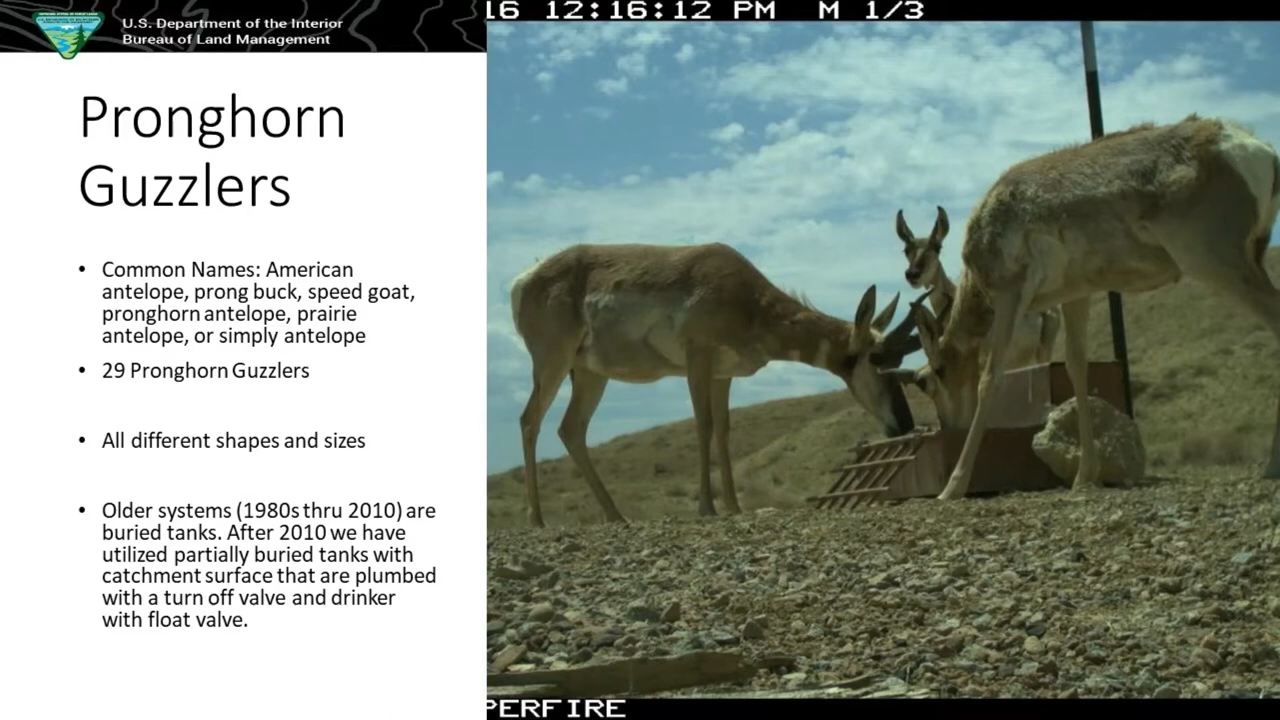 U.S. Department of the Interior
Bureau of Land Management
16 12:16:12 PM M 1/3
Pronghorn
Guzzlers
• Common Names: American
antelope, prong buck, speed goat,
pronghorn antelope, prairie
antelope, or simply antelope
• 29 Pronghorn Guzzlers
• All different shapes and sizes
• Older systems (1980s thru 2010) are
buried tanks. After 2010 we have
utilized partially buried tanks with
catchment surface that are plumbed
with a turn off valve and drinker
with float valve.
PERFIRE